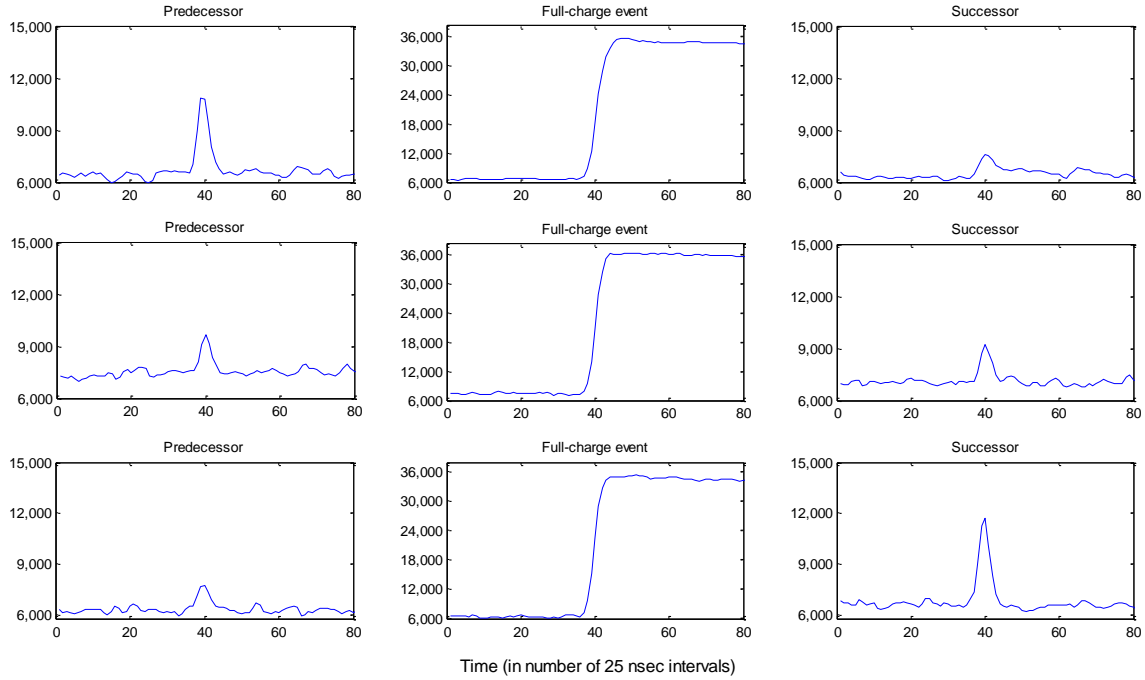 Predecessor Full-charge event Successor
15,000 36,000 15,000
30,000
12,000 24,000 12,000
18,000
9,000 9,000
12,000
6,000 6,000 6,000
0 20 40 60 80 0 20 40 60 80 0 20 40 60 80
Predecessor Full-charge event Successor
15,000 36,000 15,000
30,000
12,000 24,000 12,000
18,000
9,000 9,000
12,000
6,000 6,000 6,000
0 20 40 60 80 0 20 40 60 80 0 20 40 60 80
Predecessor Full-charge event Successor
15,000 36,000 15,000
30,000
12,000 24,000 12,000
18,000
9,000 9,000
12,000
6,000 6,000 6,000
0 20 40 60 80 0 20 40 60 80 0 20 40 60 80
Time (in number of 25 nsec intervals)